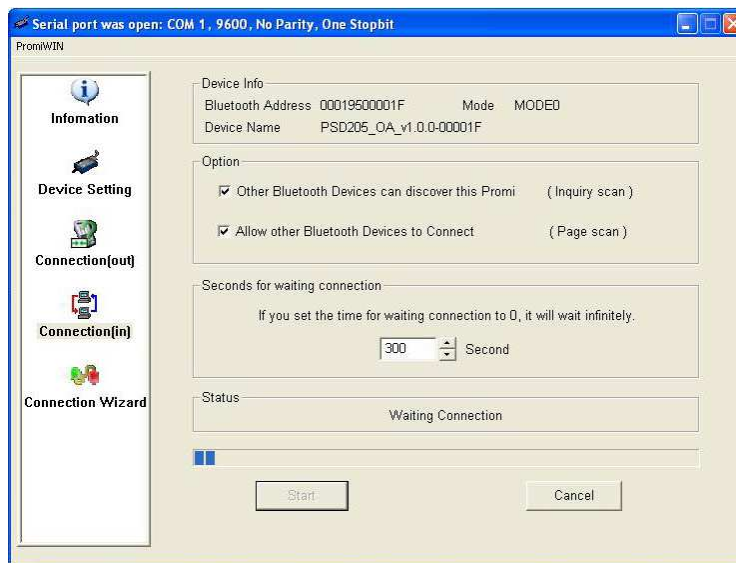 Serial port was open: COM 1, 9600, No Parity, One Stopbit
PromiWIN
Infomation
Device Setting
Connection(out)
Connection(in)
Connection Wizard
Device Info
Bluetooth Address 00019500001F Mode MODE0
Device Name PSD205_OA_v1.0.0-00001F
Option
Other Bluetooth Devices can discover this Promi ( Inquiry scan )
Allow other Bluetooth Devices to Connect ( Page scan )
Seconds for waiting connection
If you set the time for waiting connection to 0, it will wait infinitely.
300 Second
Status
Waiting Connection
Start Cancel